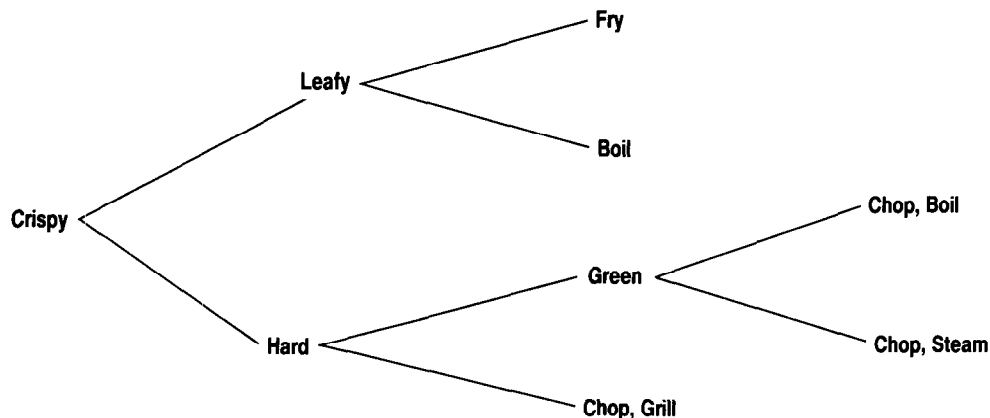 Fry
Leafy
Boil
Crispy
Chop, Boil
Green
Hard
Chop, Steam
Chop, Grill